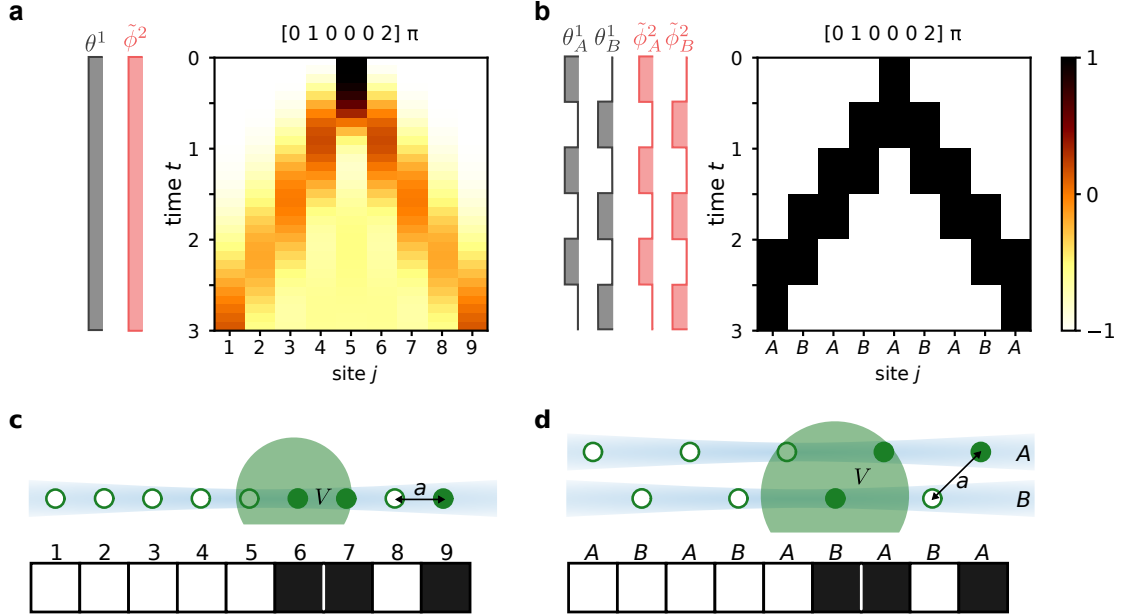 a
θ¹ ϕ̃²
[0 1 0 0 0 2] π
0
1
2
3
time t
1 2 3 4 5 6 7 8 9
site j
b
θ¹_A θ¹_B ϕ̃²_A ϕ̃²_B
[0 1 0 0 0 2] π
0
1
2
3
time t
A B A B A B A B A
site j
1
0
−1
c
V
a
1 2 3 4 5 6 7 8 9
d
A
V
a
B
A B A B A B A B A